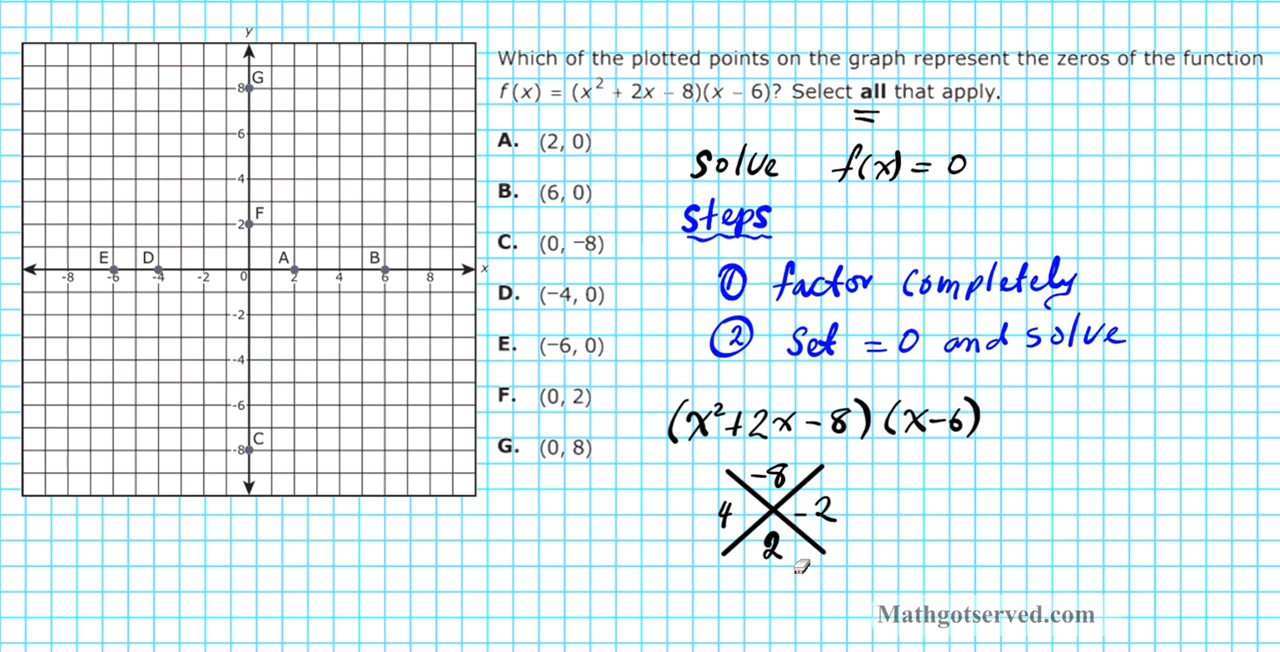 y
Which of the plotted points on the graph represent the zeros of the function
f(x) = (x² + 2x − 8)(x − 6)? Select all that apply.
A. (2, 0)
B. (6, 0)
C. (0, −8)
D. (−4, 0)
E. (−6, 0)
F. (0, 2)
G. (0, 8)
G
8
6
4
F
2
E D A B
x
-8 -6 -4 -2 0 2 4 6 8
-2
-4
-6
C
-8
solve f(x) = 0
steps
① factor completely
② set = 0 and solve
(x²+2x-8)(x-6)
-8
4 -2
2
Mathgotserved.com